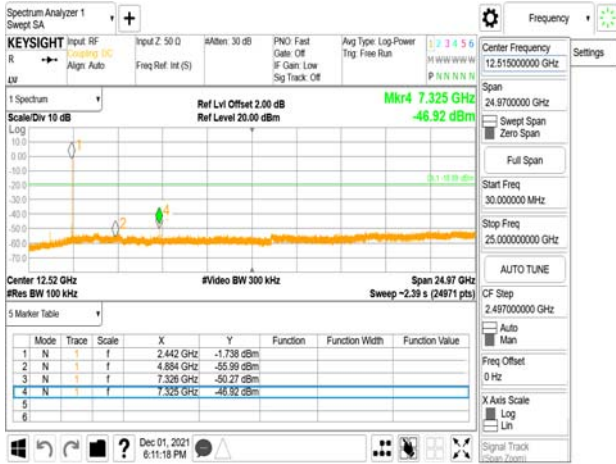 Spectrum Analyzer 1
Swept SA
Frequency
KEYSIGHT
Input: RF
Coupling: DC
Align: Auto
Input Z: 50 Ω
Freq Ref: Int (S)
#Atten: 30 dB
PNO: Fast
Gate: Off
IF Gain: Low
Sig Track: Off
Avg Type: Log-Power
Trig: Free Run
1 2 3 4 5 6
M W W W W W
P N N N N N
R
LXI
Center Frequency
12.515000000 GHz
Settings
1 Spectrum
Ref Lvl Offset 2.00 dB
Mkr4 7.325 GHz
Scale/Div 10 dB
Ref Level 20.00 dBm
-46.92 dBm
Log
10.0
0.00
-10.0
-20.0
-30.0
-40.0
-50.0
-60.0
-70.0
1
2
4
Center 12.52 GHz
#Video BW 300 kHz
Span 24.97 GHz
#Res BW 100 kHz
Sweep ~2.39 s (24971 pts)
Span
24.9700000 GHz
Swept Span
Zero Span
Full Span
Start Freq
30.000000 MHz
Stop Freq
25.000000000 GHz
AUTO TUNE
CF Step
2.497000000 GHz
Auto
Man
Freq Offset
0 Hz
X Axis Scale
Log
Lin
Signal Track
(Span Zoom)
5 Marker Table
Mode Trace Scale X Y Function Function Width Function Value
1 N 1 f 2.442 GHz -1.738 dBm
2 N 1 f 4.884 GHz -55.99 dBm
3 N 1 f 7.326 GHz -50.27 dBm
4 N 1 f 7.325 GHz -46.92 dBm
5
6
?
Dec 01, 2021
6:11:18 PM